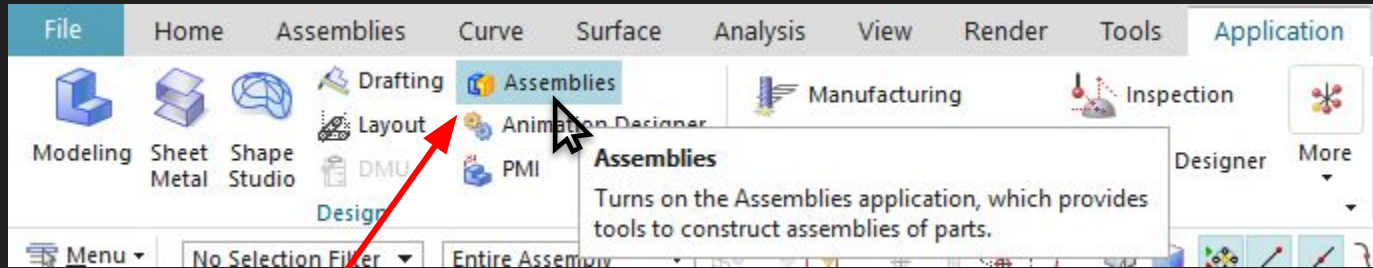 File Home Assemblies Curve Surface Analysis View Render Tools Application
Drafting Assemblies Manufacturing Inspection
Layout Animation Designer
Modeling Sheet Metal Shape Studio DMU PMI Designer More
Design
Assemblies
Turns on the Assemblies application, which provides
tools to construct assemblies of parts.
Menu No Selection Filter Entire Assembly